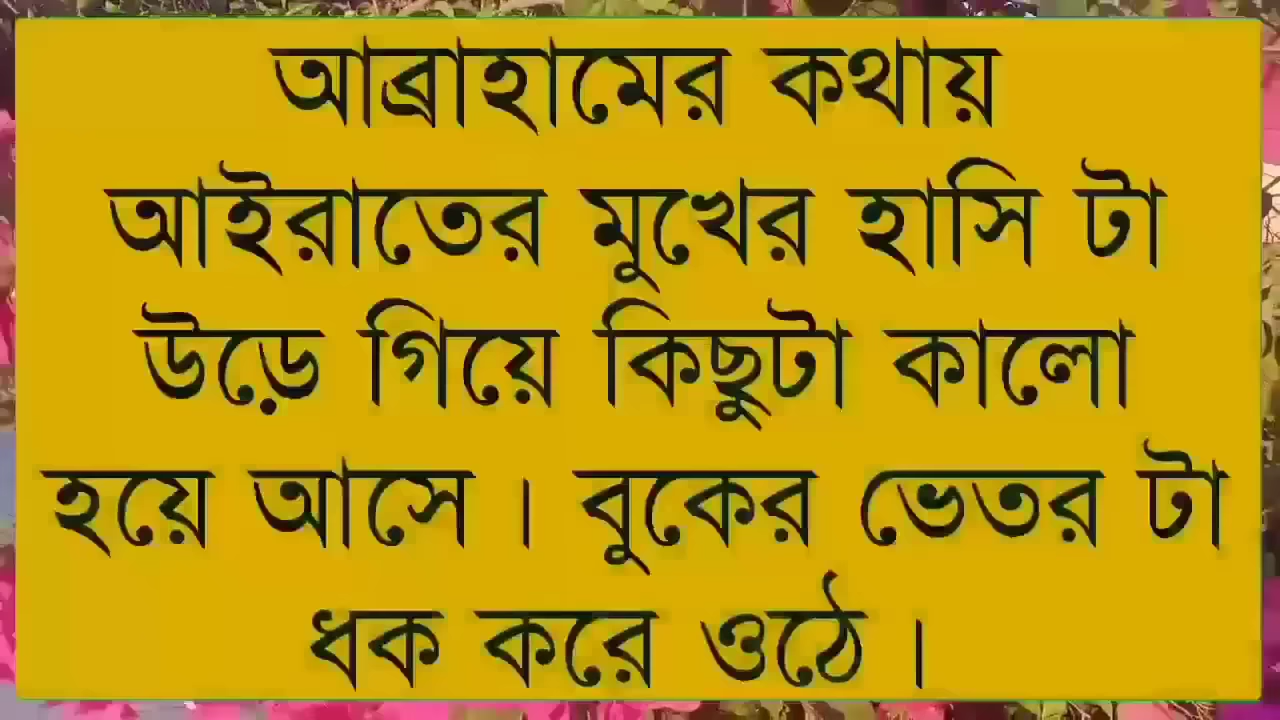 আব্রাহামের কথায়
আইরাতের মুখের হাসি টা
উড়ে গিয়ে কিছুটা কালো
হয়ে আসে । বুকের ভেতর টা
ধক করে ওঠে ।